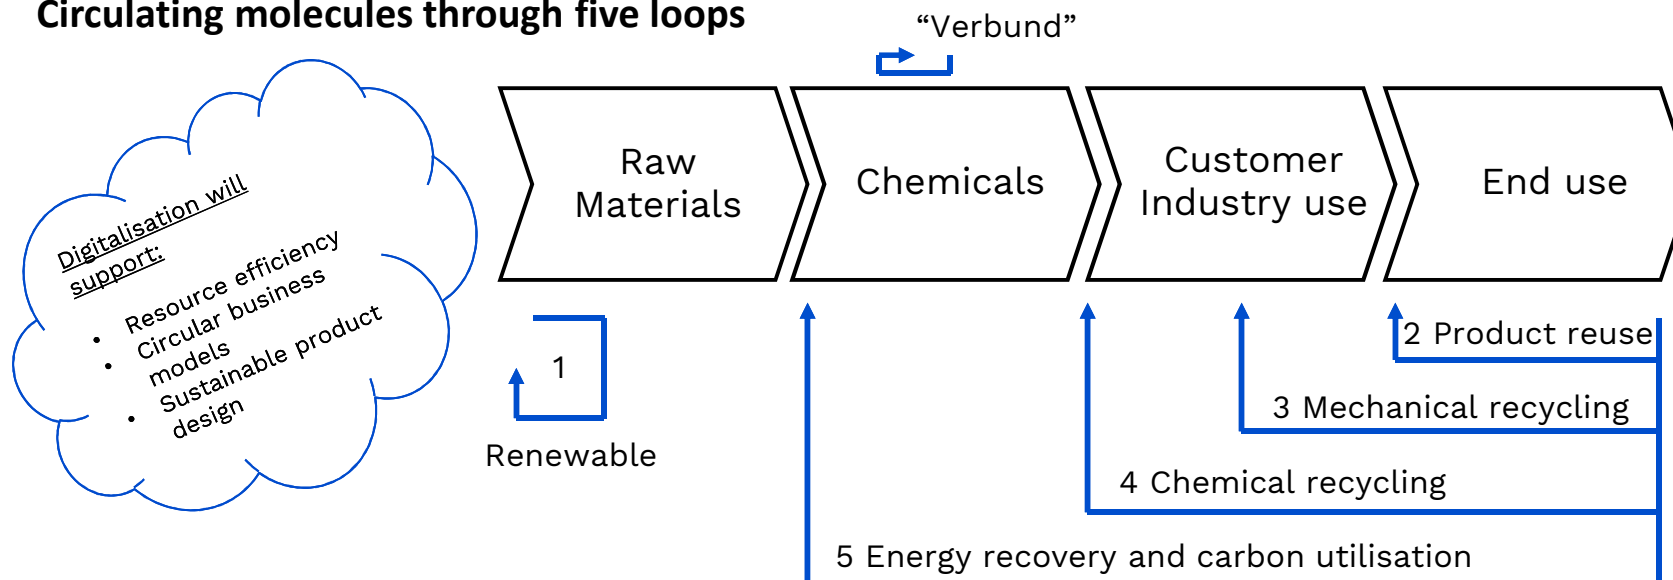 Circulating molecules through five loops
“Verbund”
Digitalisation will
support:
• Resource efficiency
• Circular business
models
• Sustainable product
design
Raw
Materials
Chemicals
Customer
Industry use
End use
1
Renewable
2 Product reuse
3 Mechanical recycling
4 Chemical recycling
5 Energy recovery and carbon utilisation